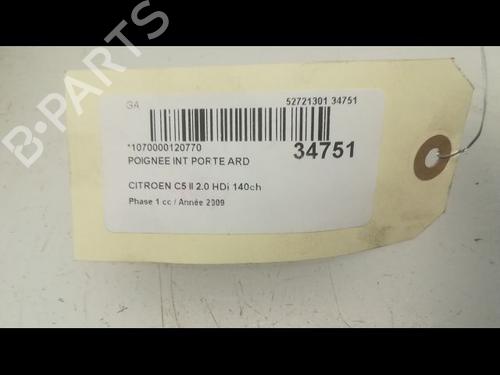 B-PARTS
GA
52721301 34751
*1070000120770
34751
POIGNEE INT PORTE ARD
CITROEN C5 II 2.0 HDi 140ch
Phase 1 cc / Année 2009